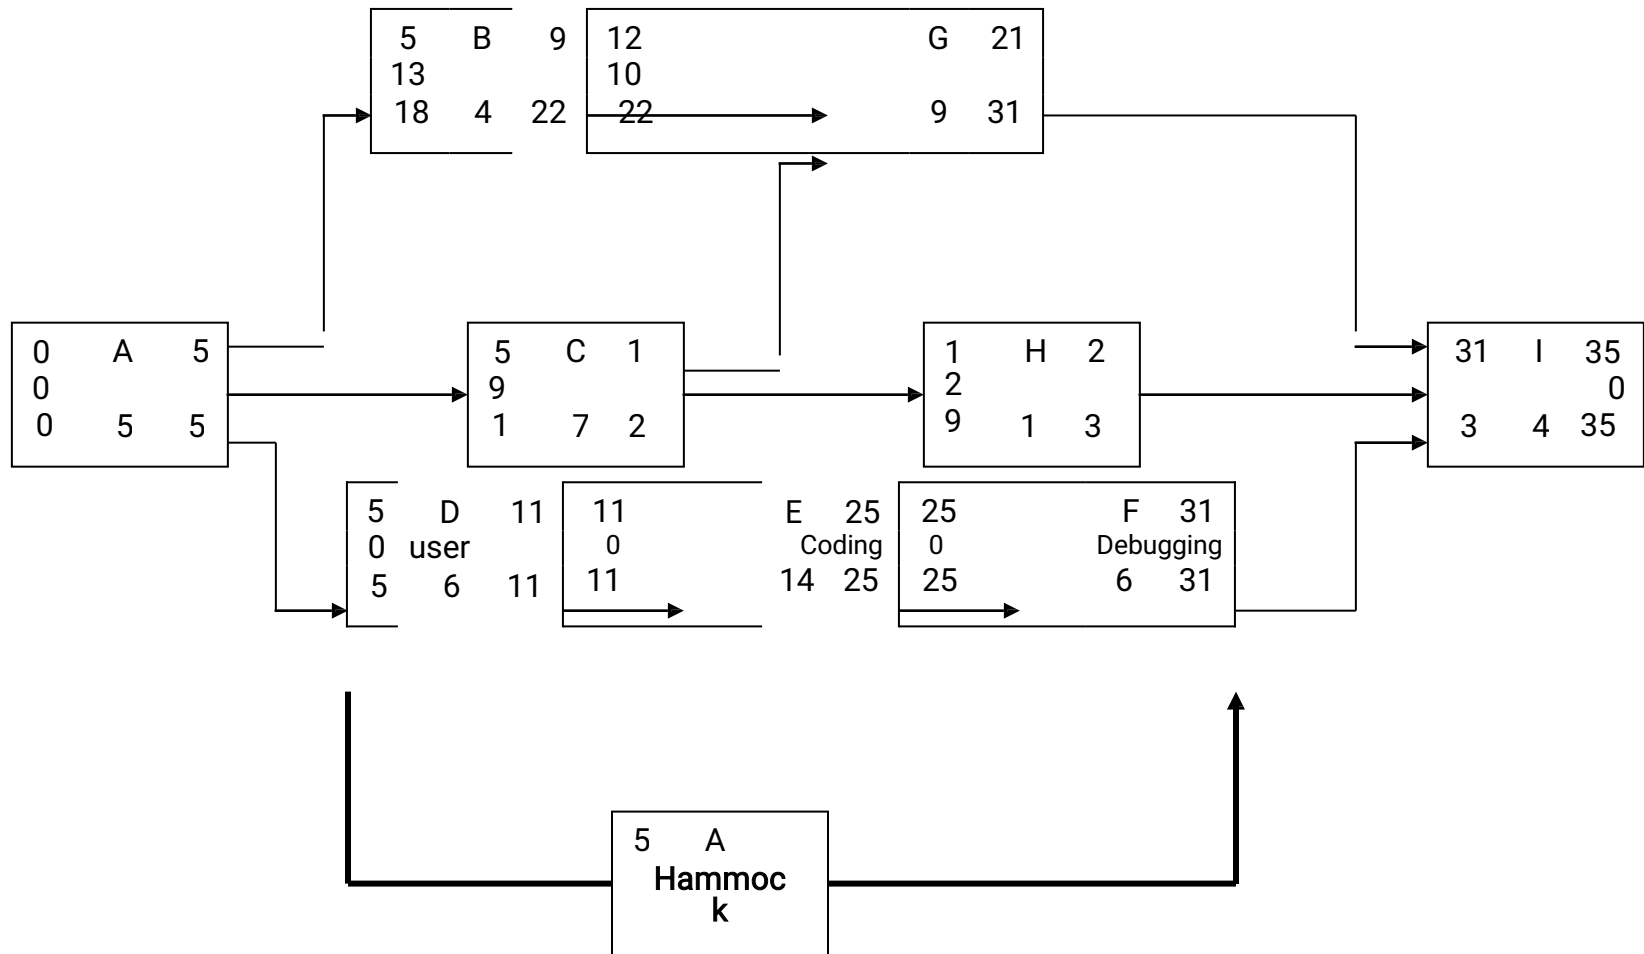 5 B 9
13
18 4 22
12 G 21
10
22 9 31
0 A 5
0
0 5 5
5 C 1
9
1 7 2
1 H 2
2
9 1 3
31 I 35
0
3 4 35
5 D 11
0 user
5 6 11
11 E 25
0 Coding
11 14 25
25 F 31
0 Debugging
25 6 31
5 A
Hammoc
k